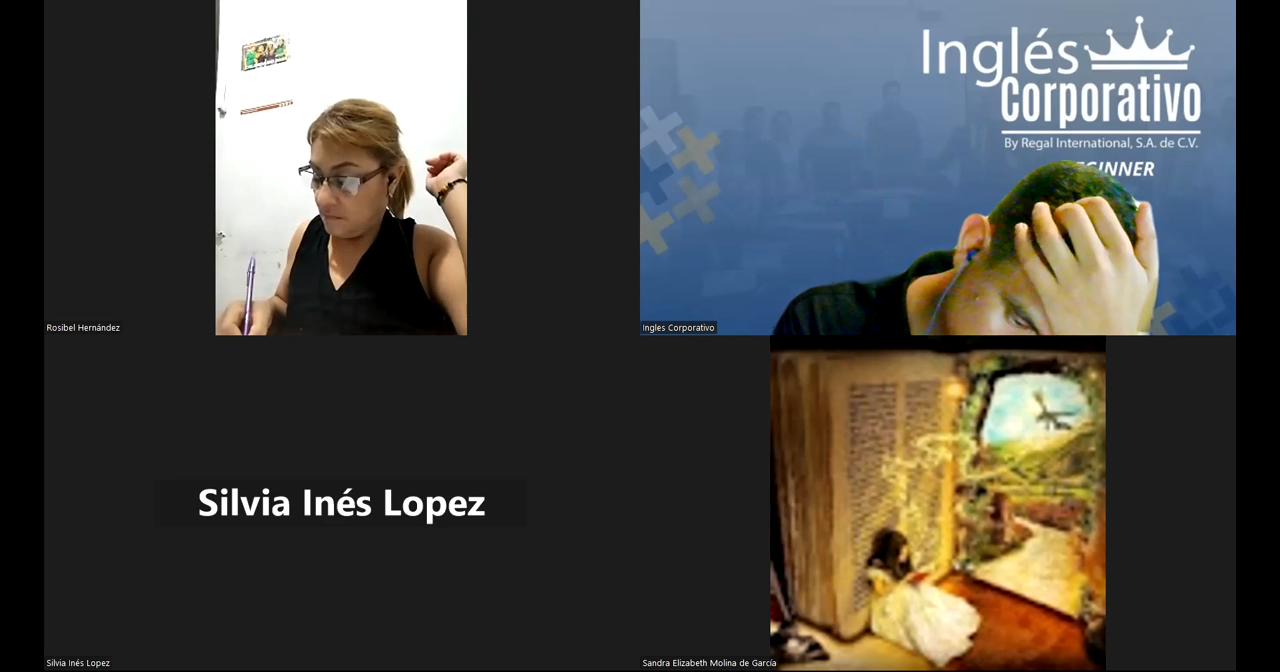 Rosibel Hernández
Inglés
Corporativo
By Regal International, S.A. de C.V.
Ingles Corporativo
Silvia Inés Lopez
Silvia Inés Lopez
Sandra Elizabeth Molina de García